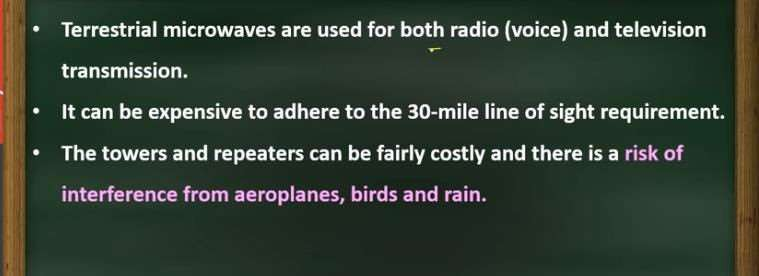 • Terrestrial microwaves are used for both radio (voice) and television
transmission.
• It can be expensive to adhere to the 30-mile line of sight requirement.
• The towers and repeaters can be fairly costly and there is a risk of
interference from aeroplanes, birds and rain.